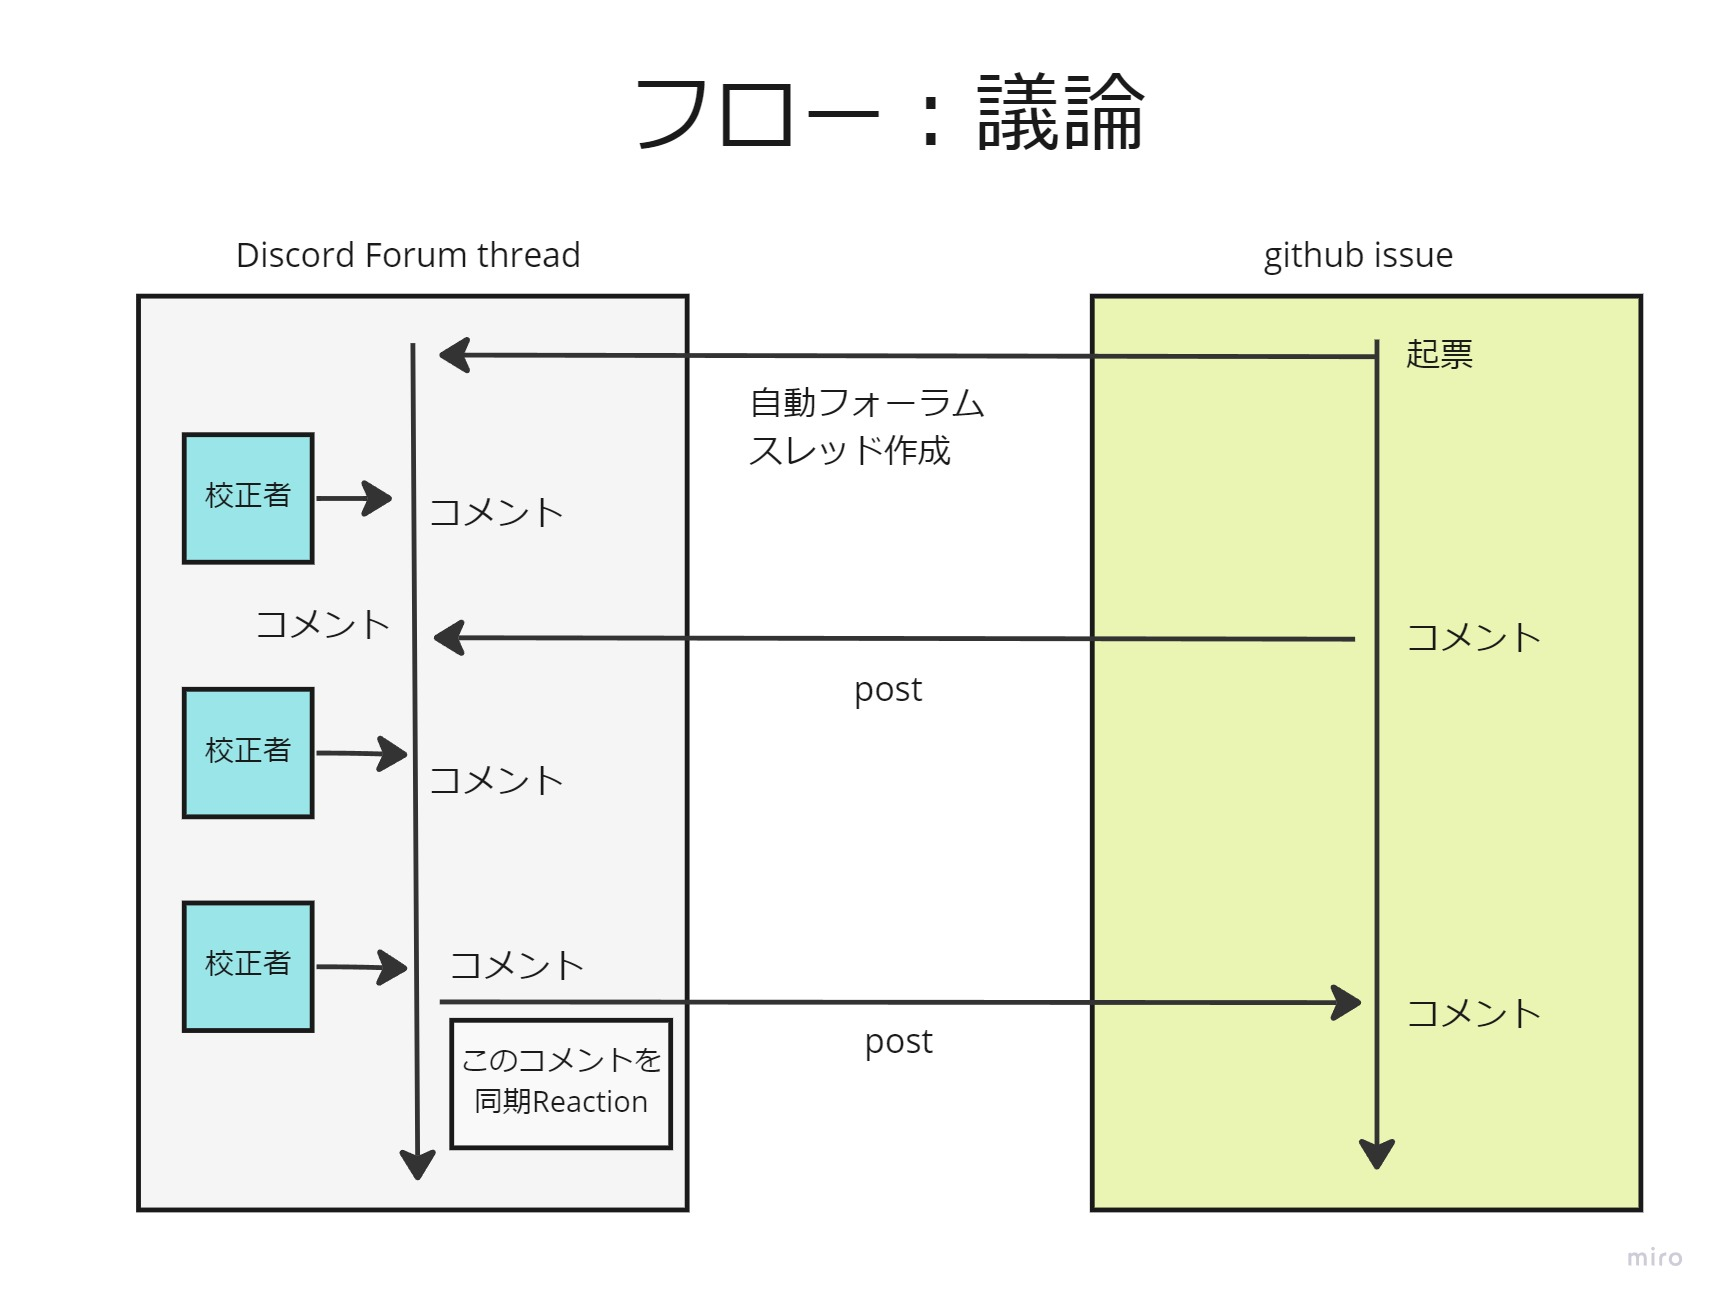 フロー：議論
Discord Forum thread
github issue
起票
自動フォーラム
スレッド作成
校正者
コメント
コメント
post
コメント
校正者
コメント
校正者
コメント
post
コメント
このコメントを
同期Reaction
miro